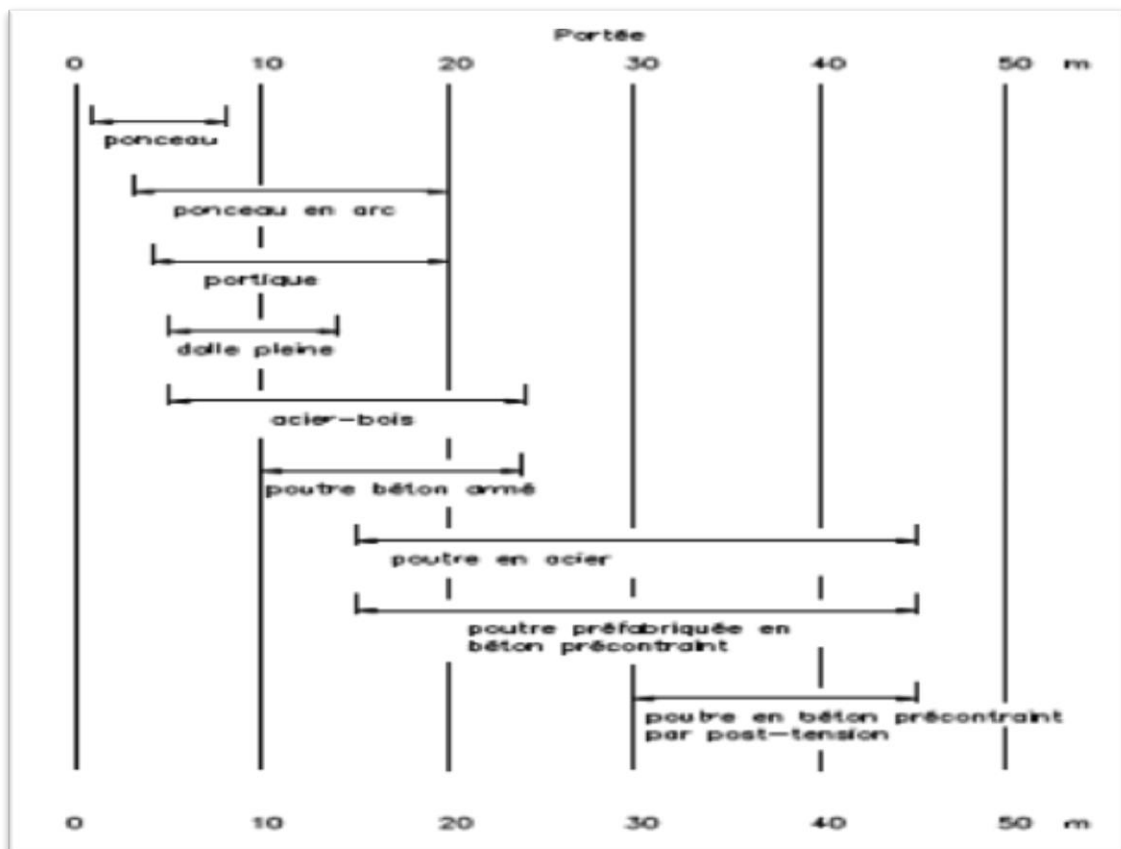 Portée
0 10 20 30 40 50 m
ponceau
ponceau en arc
portique
dalle pleine
acier-bois
poutre béton armé
poutre en acier
poutre préfabriquée en
béton précontraint
poutre en béton précontraint
par post-tension
0 10 20 30 40 50 m